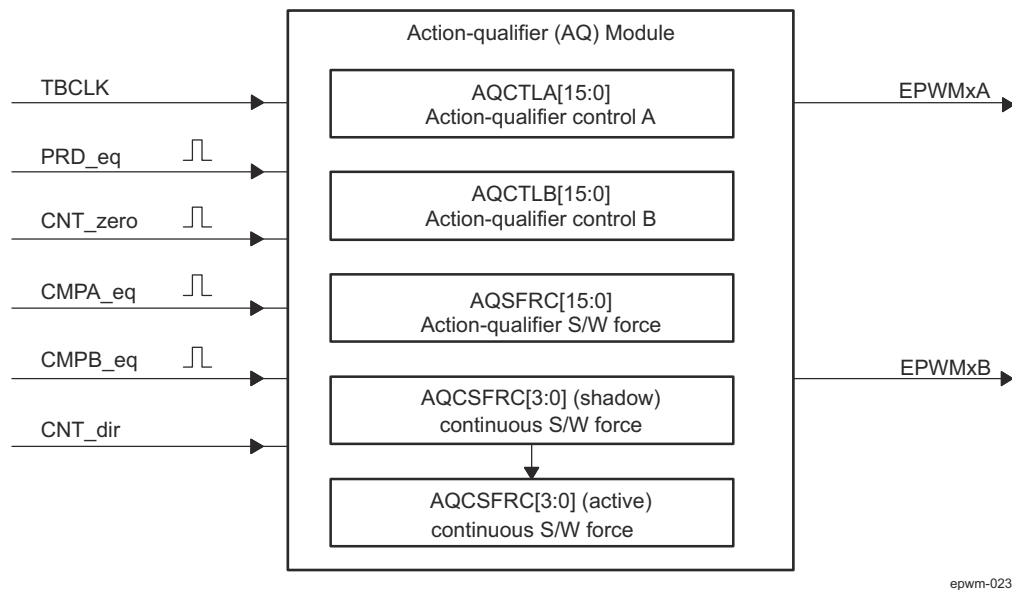 Action-qualifier (AQ) Module
TBCLK
PRD_eq
CNT_zero
CMPA_eq
CMPB_eq
CNT_dir
AQCTLA[15:0]
Action-qualifier control A
AQCTLB[15:0]
Action-qualifier control B
AQSFRC[15:0]
Action-qualifier S/W force
AQCSFRC[3:0] (shadow)
continuous S/W force
AQCSFRC[3:0] (active)
continuous S/W force
EPWMxA
EPWMxB
epwm-023